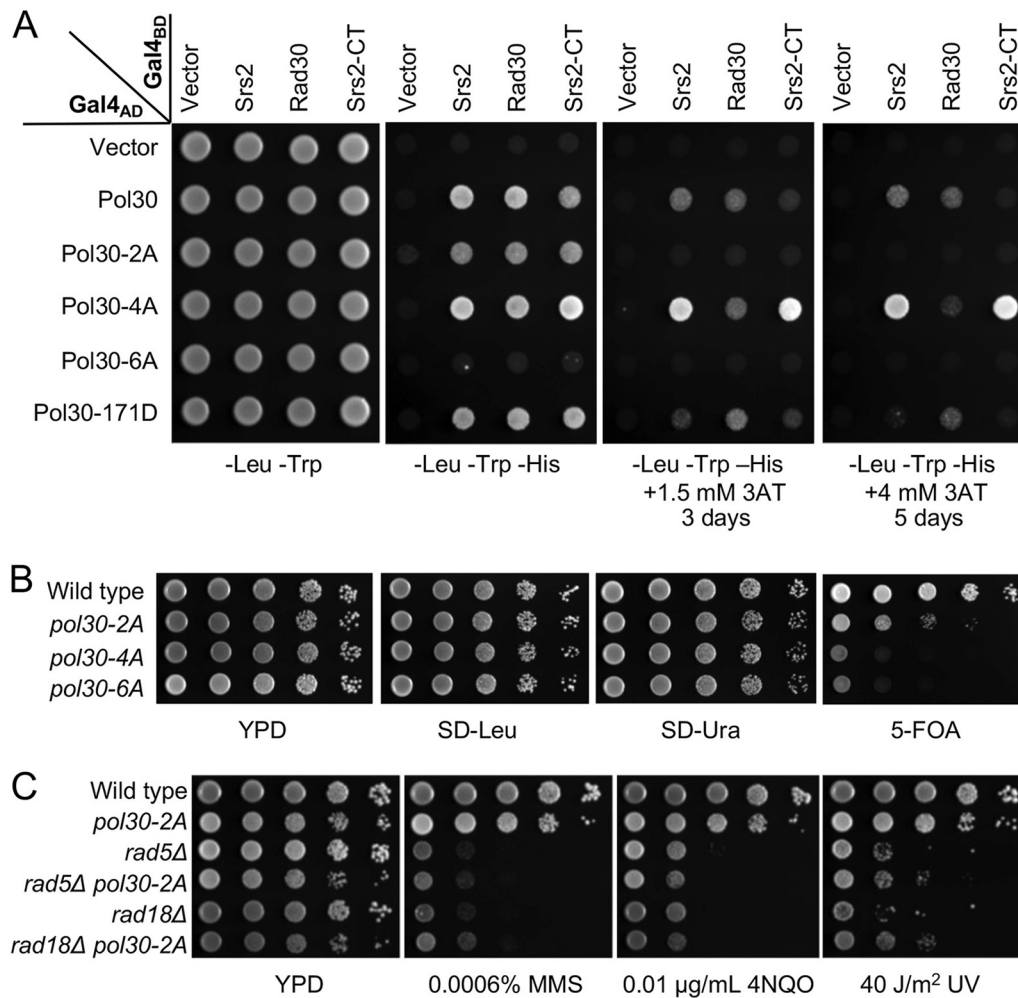 A
Gal4BD
Gal4AD
Vector Srs2 Rad30 Srs2-CT Vector Srs2 Rad30 Srs2-CT Vector Srs2 Rad30 Srs2-CT Vector Srs2 Rad30 Srs2-CT
Vector
Pol30
Pol30-2A
Pol30-4A
Pol30-6A
Pol30-171D
-Leu -Trp -Leu -Trp -His -Leu -Trp –His -Leu -Trp -His
+1.5 mM 3AT +4 mM 3AT
3 days 5 days
B
Wild type
pol30-2A
pol30-4A
pol30-6A
YPD SD-Leu SD-Ura 5-FOA
C
Wild type
pol30-2A
rad5Δ
rad5Δ pol30-2A
rad18Δ
rad18Δ pol30-2A
YPD 0.0006% MMS 0.01 µg/mL 4NQO 40 J/m² UV